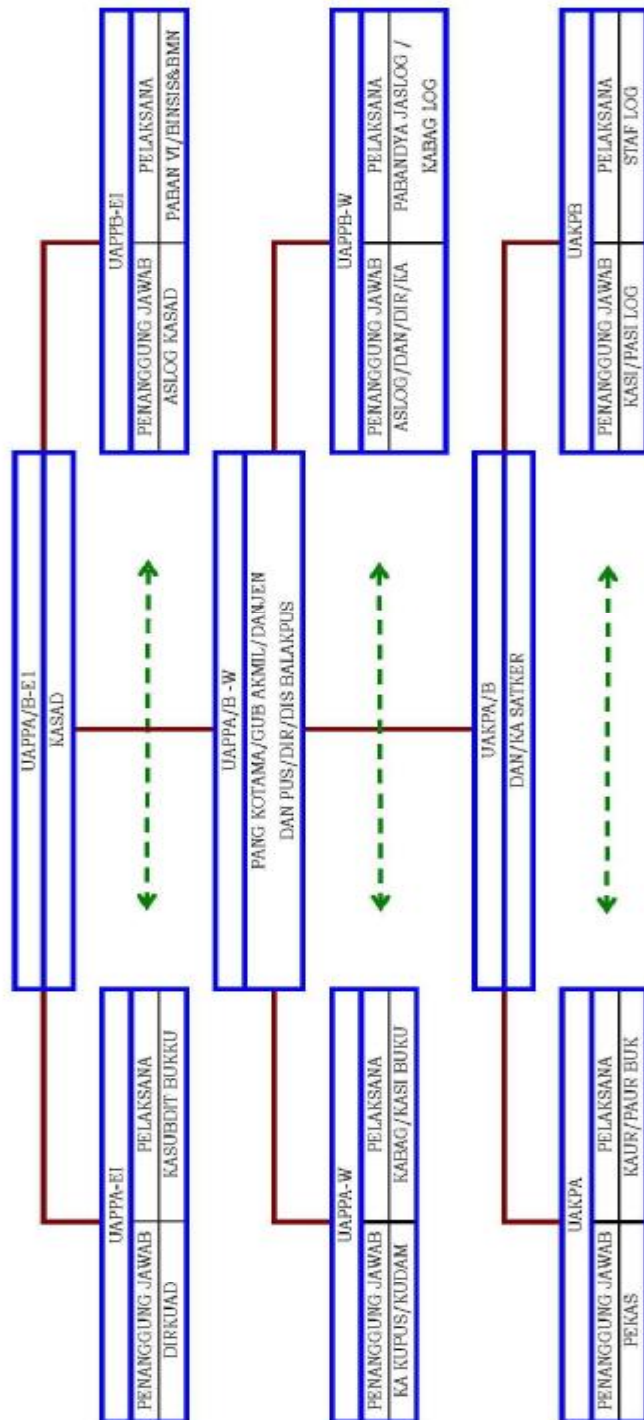 UAPPA/B-E1
KASAD
UAPPA-E1
PENANGGUNG JAWAB PELAKSANA
DIRKUAD KASUBDIT BUKKU
UAPPB-E1
PENANGGUNG JAWAB PELAKSANA
ASLOG KASAD PABAN VI/BINSIS&BMN
UAPPA/B -W
PANG KOTAMA/GUB AKMIL/DANJEN
DAN PUS/DIR/DIS BALAKPUS
UAPPA-W
PENANGGUNG JAWAB PELAKSANA
KA KUPUS/KUDAM KABAG/KASI BUKU
UAPPB-W
PENANGGUNG JAWAB PELAKSANA
ASLOG/DAN/DIR/KA PABANDYA JASLOG /
KABAG LOG
UAKPA/B
DAN/KA SATKER
UAKPA
PENANGGUNG JAWAB PELAKSANA
PEKAS KAUR/PAUR BUK
UAKPB
PENANGGUNG JAWAB PELAKSANA
KASI/PASI LOG STAF LOG